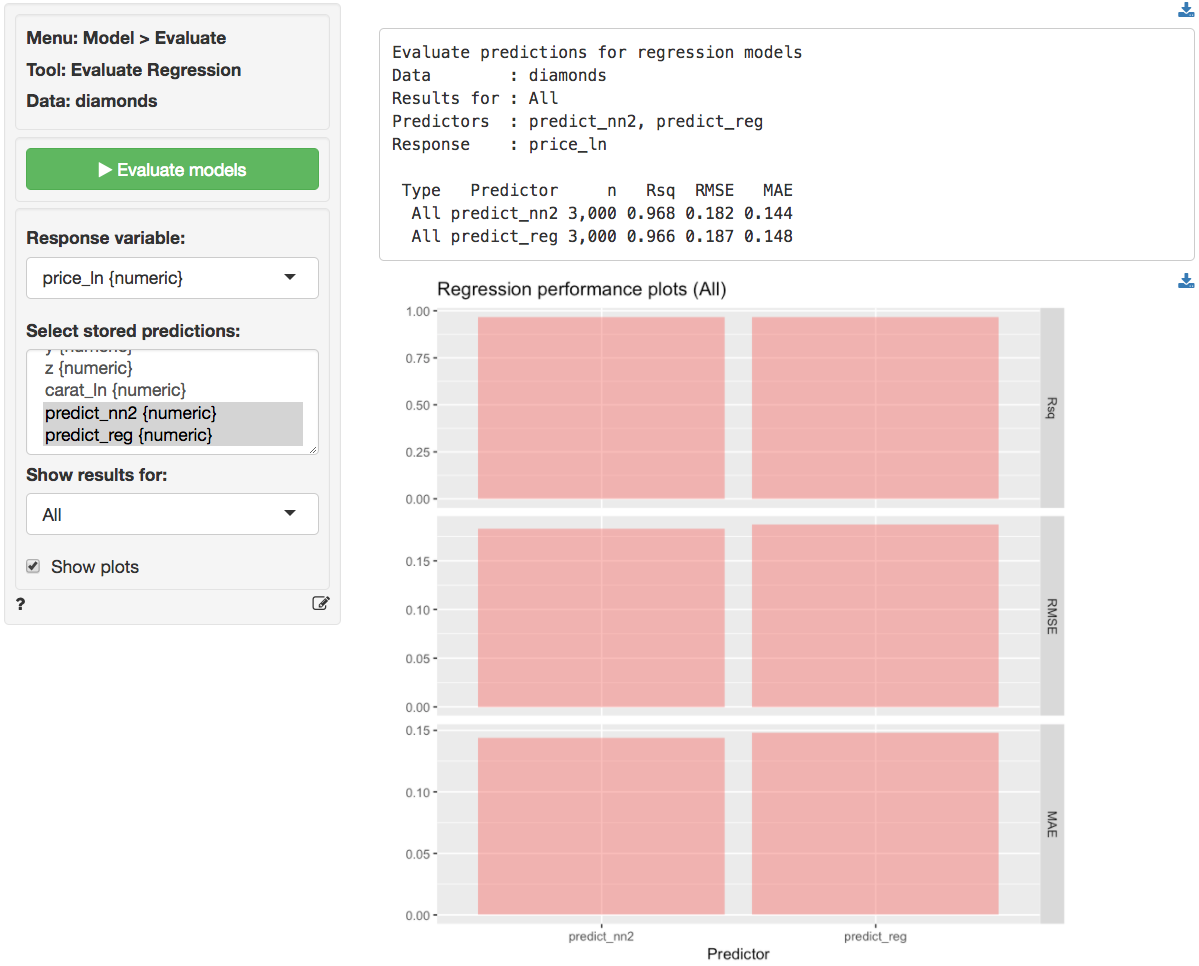 Menu: Model > Evaluate
Tool: Evaluate Regression
Data: diamonds
Evaluate models
Response variable:
price_ln {numeric}
Select stored predictions:
y {numeric}
z {numeric}
carat_ln {numeric}
predict_nn2 {numeric}
predict_reg {numeric}
Show results for:
All
Show plots
?
Evaluate predictions for regression models
Data : diamonds
Results for : All
Predictors : predict_nn2, predict_reg
Response : price_ln
Type Predictor n Rsq RMSE MAE
All predict_nn2 3,000 0.968 0.182 0.144
All predict_reg 3,000 0.966 0.187 0.148
Regression performance plots (All)
1.00
0.75
0.50
0.25
0.00
Rsq
0.15
0.10
0.05
0.00
RMSE
0.15
0.10
0.05
0.00
MAE
predict_nn2 predict_reg
Predictor